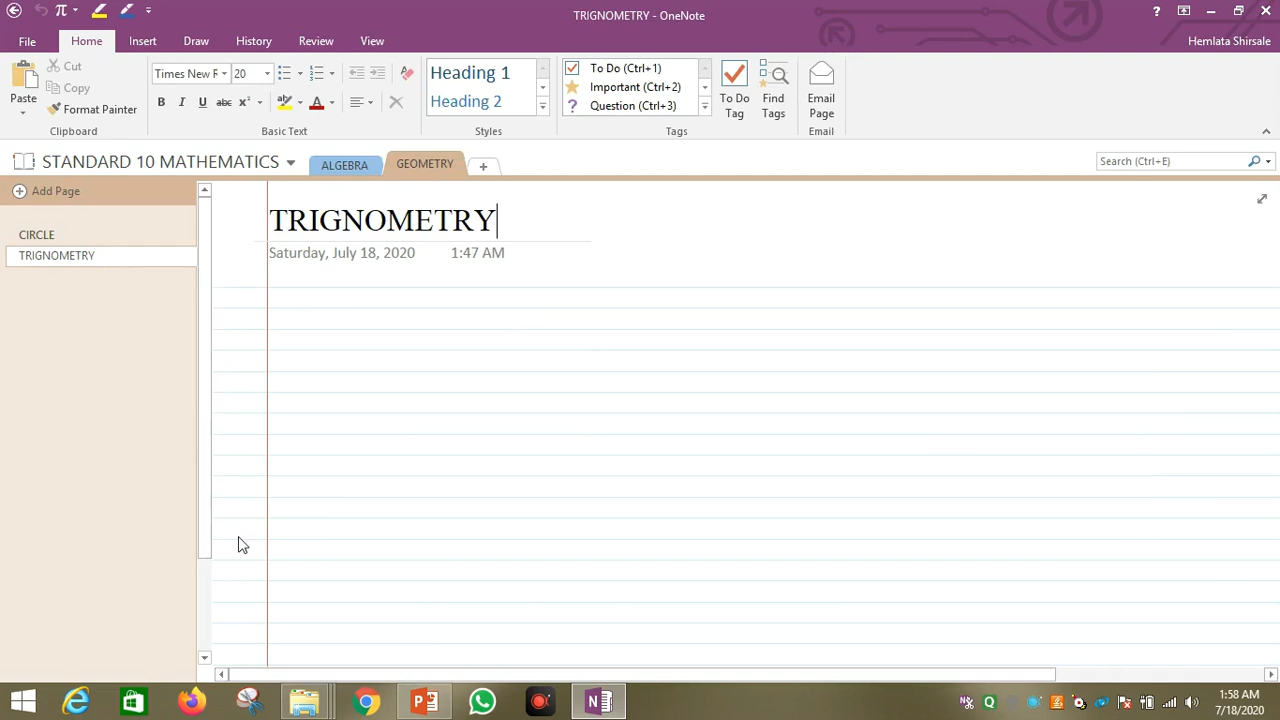 TRIGNOMETRY - OneNote
File Home Insert Draw History Review View
Hemlata Shirsale
Paste
Cut
Copy
Format Painter
Clipboard
Times New R 20
B I U abc x² A
Basic Text
Heading 1
Heading 2
Styles
To Do (Ctrl+1)
Important (Ctrl+2)
Question (Ctrl+3)
Tags
To Do
Tag
Find
Tags
Email
Page
Email
STANDARD 10 MATHEMATICS ALGEBRA GEOMETRY
Search (Ctrl+E)
Add Page
CIRCLE
TRIGNOMETRY
TRIGNOMETRY
Saturday, July 18, 2020 1:47 AM
1:58 AM
7/18/2020